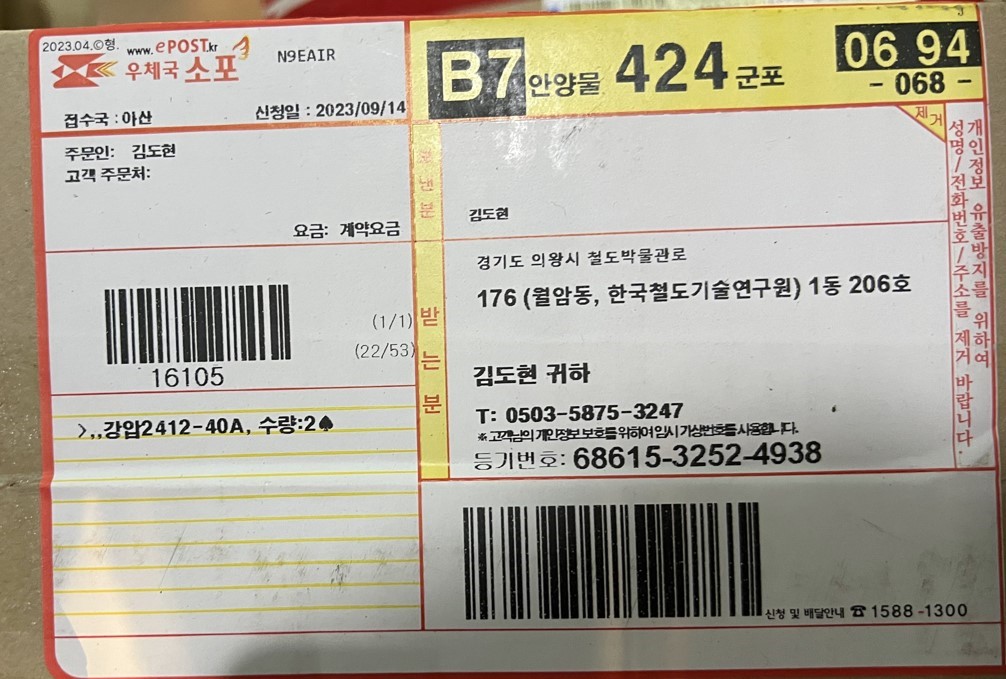 2023.04.ⓒ형. www.ePOST.kr
우체국 소포
N9EAIR
접수국 : 아산
신청일 : 2023/09/14
B7 안양물 424 군포
06 94
- 068 -
제거
주문인: 김도현
고객 주문처:
요금: 계약요금
보낸분
김도현
받는분
경기도 의왕시 철도박물관로
176 (월암동, 한국철도기술연구원) 1동 206호
김도현 귀하
T: 0503-5875-3247
※고객님의 개인정보 보호를 위하여 임시 가상번호를 사용합니다.
등기번호: 68615-3252-4938
개인정보 유출방지를 위하여
성명/전화번호/주소를 제거 바랍니다.
(1/1)
(22/53)
16105
>,,강압2412-40A, 수량:2♠
신청 및 배달안내 ☎ 1588-1300